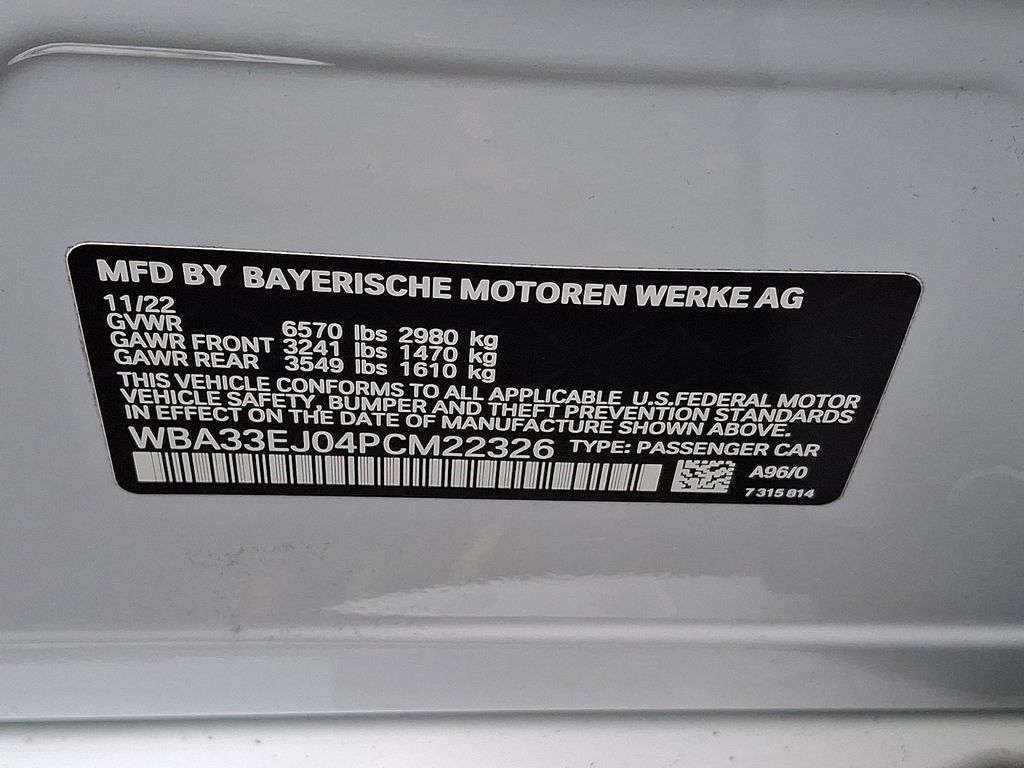 MFD BY BAYERISCHE MOTOREN WERKE AG
11/22
GVWR 6570 lbs 2980 kg
GAWR FRONT 3241 lbs 1470 kg
GAWR REAR 3549 lbs 1610 kg
THIS VEHICLE CONFORMS TO ALL APPLICABLE U.S.FEDERAL MOTOR
VEHICLE SAFETY, BUMPER AND THEFT PREVENTION STANDARDS
IN EFFECT ON THE DATE OF MANUFACTURE SHOWN ABOVE.
WBA33EJ04PCM22326 TYPE: PASSENGER CAR
A96/0
7 315 814